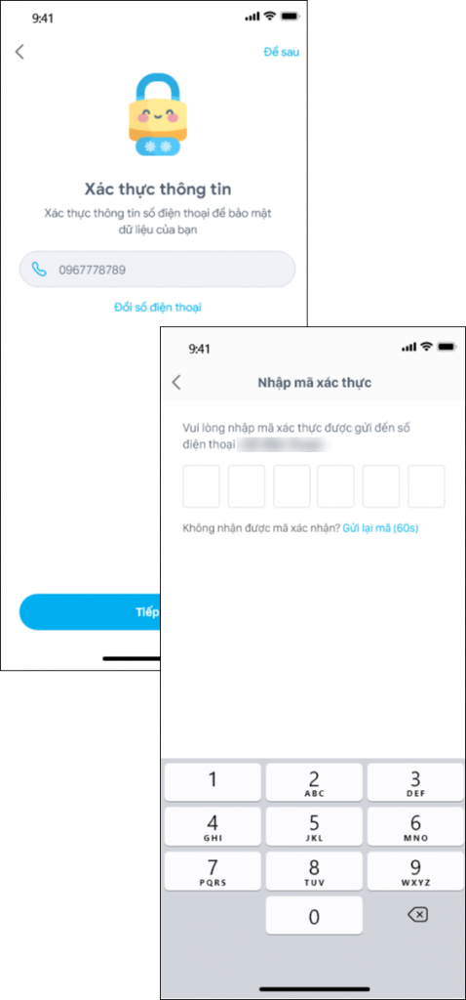 9:41
Để sau
Xác thực thông tin
Xác thực thông tin số điện thoại để bảo mật
dữ liệu của bạn
0967778789
Đổi số điện thoại
Tiếp
9:41
Nhập mã xác thực
Vui lòng nhập mã xác thực được gửi đến số
điện thoại
Không nhận được mã xác nhận? Gửi lại mã (60s)
1
2
3
ABC
DEF
4
5
6
GHI
JKL
MNO
7
8
9
PQRS
TUV
WXYZ
0